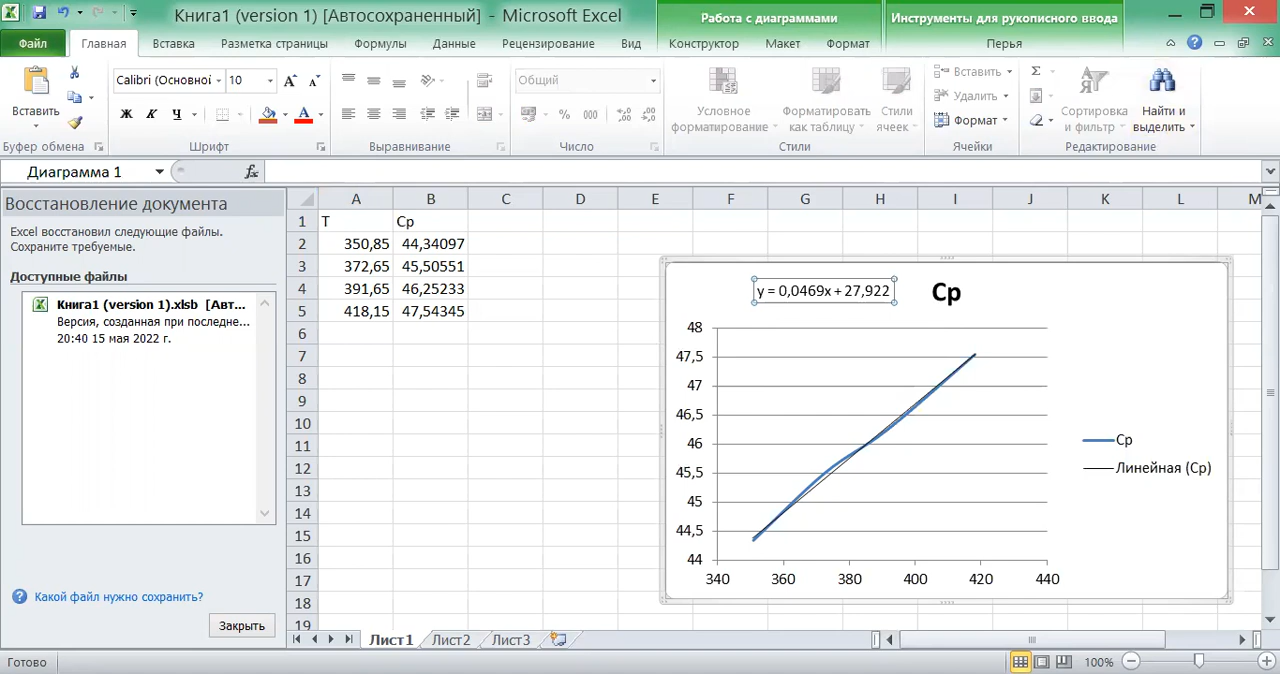 Книга1 (version 1) [Автосохраненный] - Microsoft Excel
Работа с диаграммами
Инструменты для рукописного ввода
Файл
Главная
Вставка
Разметка страницы
Формулы
Данные
Рецензирование
Вид
Конструктор
Макет
Формат
Перья
Вставить
Calibri (Основної
10
Ж К Ч
Общий
% 000
Условное форматирование
Форматировать как таблицу
Стили ячеек
Вставить
Удалить
Формат
Σ
Сортировка и фильтр
Найти и выделить
Буфер обмена
Шрифт
Выравнивание
Число
Стили
Ячейки
Редактирование
Диаграмма 1
fx
Восстановление документа
Excel восстановил следующие файлы.
Сохраните требуемые.
Доступные файлы
Книга1 (version 1).xlsb [Авт...
Версия, созданная при последне...
20:40 15 мая 2022 г.
Какой файл нужно сохранить?
Закрыть
A B C D E F G H I J K L M
1 T Cp
2 350,85 44,34097
3 372,65 45,50551
4 391,65 46,25233
5 418,15 47,54345
6
7
8
9
10
11
12
13
14
15
16
17
18
19
y = 0,0469x + 27,922
Cp
48
47,5
47
46,5
46
45,5
45
44,5
44
340 360 380 400 420 440
Cp
Линейная (Cp)
Лист1
Лист2
Лист3
Готово
100%